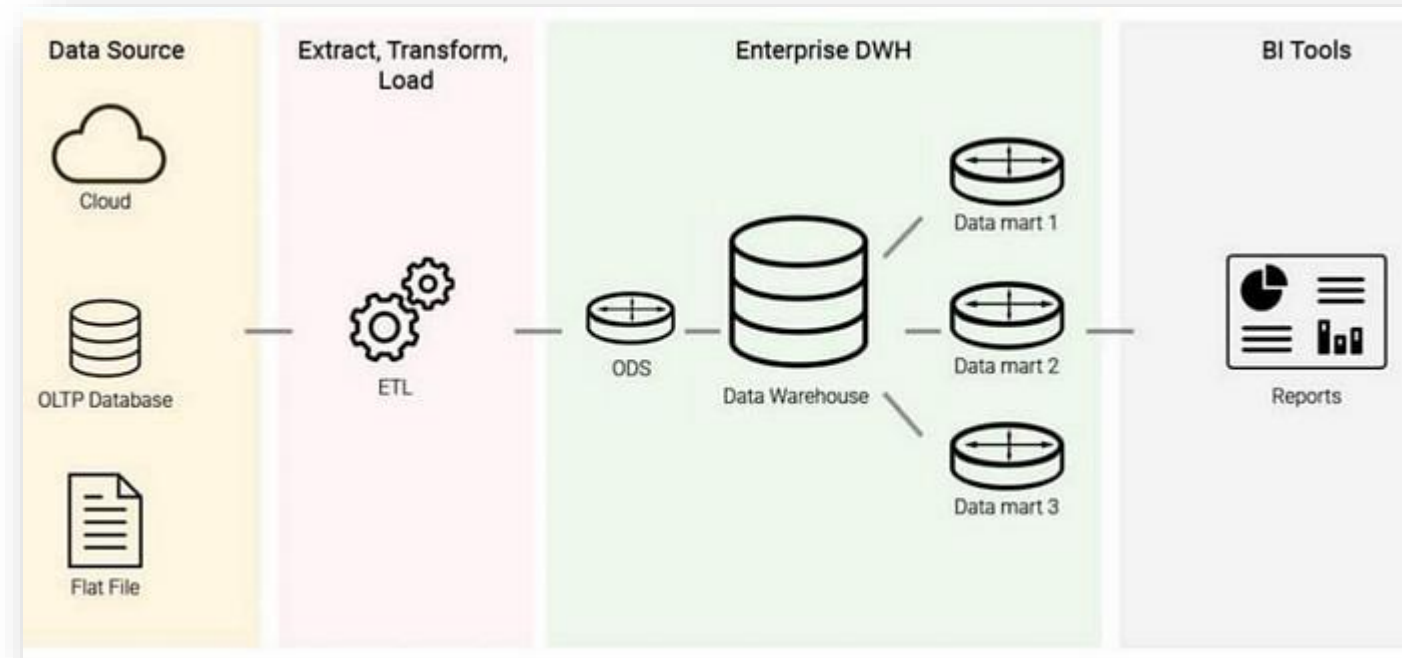 Data Source
Extract, Transform,
Load
Enterprise DWH
BI Tools
Cloud
OLTP Database
Flat File
ETL
ODS
Data Warehouse
Data mart 1
Data mart 2
Data mart 3
Reports